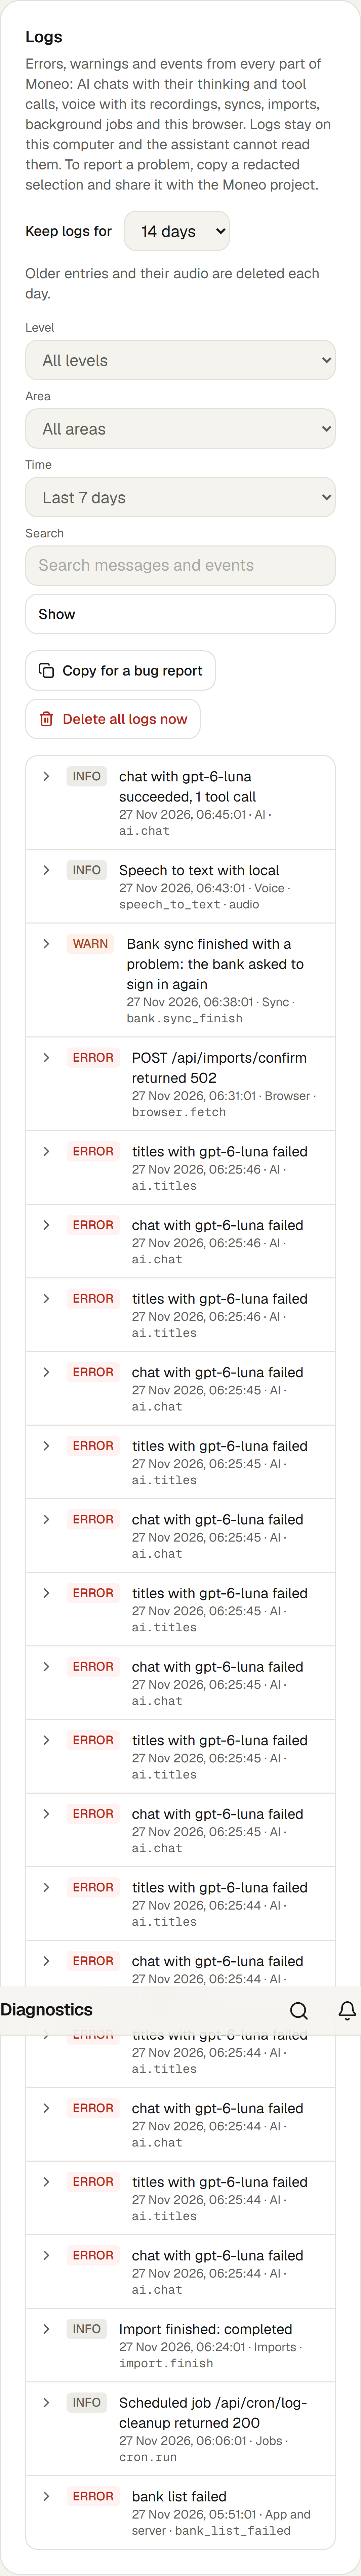 Logs
Errors, warnings and events from every part of
Moneo: AI chats with their thinking and tool
calls, voice with its recordings, syncs, imports,
background jobs and this browser. Logs stay on
this computer and the assistant cannot read
them. To report a problem, copy a redacted
selection and share it with the Moneo project.
Keep logs for 14 days
Older entries and their audio are deleted each
day.
Level
All levels
Area
All areas
Time
Last 7 days
Search
Search messages and events
Show
Copy for a bug report
Delete all logs now
INFO chat with gpt-6-luna
succeeded, 1 tool call
27 Nov 2026, 06:45:01 · AI ·
ai.chat
INFO Speech to text with local
27 Nov 2026, 06:43:01 · Voice ·
speech_to_text · audio
WARN Bank sync finished with a
problem: the bank asked to
sign in again
27 Nov 2026, 06:38:01 · Sync ·
bank.sync_finish
ERROR POST /api/imports/confirm
returned 502
27 Nov 2026, 06:31:01 · Browser ·
browser.fetch
ERROR titles with gpt-6-luna failed
27 Nov 2026, 06:25:46 · AI ·
ai.titles
ERROR chat with gpt-6-luna failed
27 Nov 2026, 06:25:46 · AI ·
ai.chat
ERROR titles with gpt-6-luna failed
27 Nov 2026, 06:25:46 · AI ·
ai.titles
ERROR chat with gpt-6-luna failed
27 Nov 2026, 06:25:45 · AI ·
ai.chat
ERROR titles with gpt-6-luna failed
27 Nov 2026, 06:25:45 · AI ·
ai.titles
ERROR chat with gpt-6-luna failed
27 Nov 2026, 06:25:45 · AI ·
ai.chat
ERROR titles with gpt-6-luna failed
27 Nov 2026, 06:25:45 · AI ·
ai.titles
ERROR chat with gpt-6-luna failed
27 Nov 2026, 06:25:45 · AI ·
ai.chat
ERROR titles with gpt-6-luna failed
27 Nov 2026, 06:25:45 · AI ·
ai.titles
ERROR chat with gpt-6-luna failed
27 Nov 2026, 06:25:45 · AI ·
ai.chat
ERROR titles with gpt-6-luna failed
27 Nov 2026, 06:25:44 · AI ·
ai.titles
ERROR chat with gpt-6-luna failed
27 Nov 2026, 06:25:44 · AI ·
Diagnostics
ERROR titles with gpt-6-luna failed
27 Nov 2026, 06:25:44 · AI ·
ai.titles
ERROR chat with gpt-6-luna failed
27 Nov 2026, 06:25:44 · AI ·
ai.chat
ERROR titles with gpt-6-luna failed
27 Nov 2026, 06:25:44 · AI ·
ai.titles
ERROR chat with gpt-6-luna failed
27 Nov 2026, 06:25:44 · AI ·
ai.chat
INFO Import finished: completed
27 Nov 2026, 06:24:01 · Imports ·
import.finish
INFO Scheduled job /api/cron/log-
cleanup returned 200
27 Nov 2026, 06:06:01 · Jobs ·
cron.run
ERROR bank list failed
27 Nov 2026, 05:51:01 · App and
server · bank_list_failed